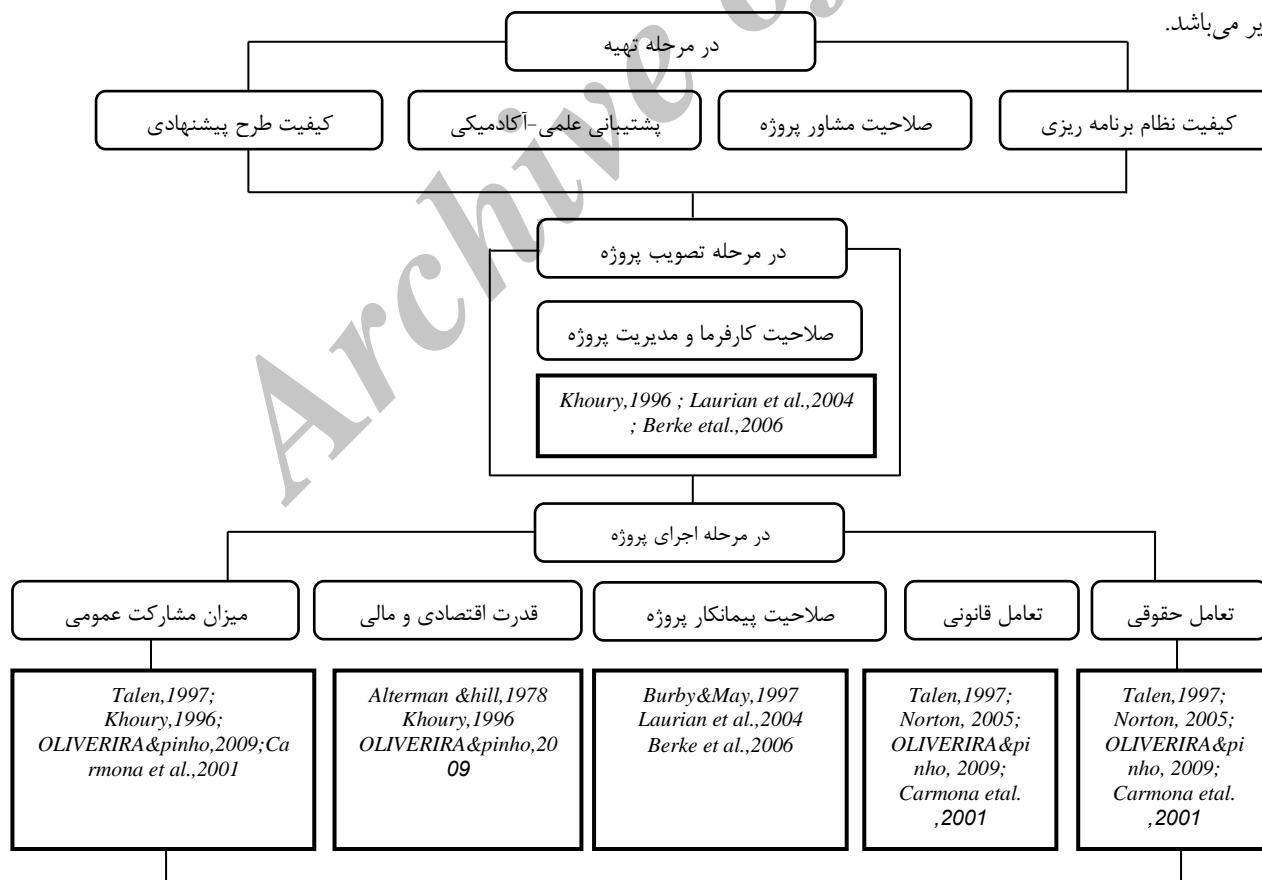 یر می‌باشد.
در مرحله تهیه
کیفیت نظام برنامه ریزی
صلاحیت مشاور پروژه
پشتیبانی علمی-آکادمیکی
کیفیت طرح پیشنهادی
در مرحله تصویب پروژه
صلاحیت کارفرما و مدیریت پروژه
Khoury,1996 ; Laurian et al.,2004
; Berke etal.,2006
در مرحله اجرای پروژه
تعامل حقوقی
تعامل قانونی
صلاحیت پیمانکار پروژه
قدرت اقتصادی و مالی
میزان مشارکت عمومی
Talen,1997;
Norton, 2005;
OLIVERIRA&pi
nho, 2009;
Carmona etal.
,2001
Talen,1997;
Norton, 2005;
OLIVERIRA&pi
nho, 2009;
Carmona etal.
,2001
Burby&May,1997
Laurian et al.,2004
Berke et al.,2006
Alterman &hill,1978
Khoury,1996
OLIVERIRA&pinho,20
09
Talen,1997;
Khoury,1996;
OLIVERIRA&pinho,2009;Ca
rmona et al.,2001
Archive of